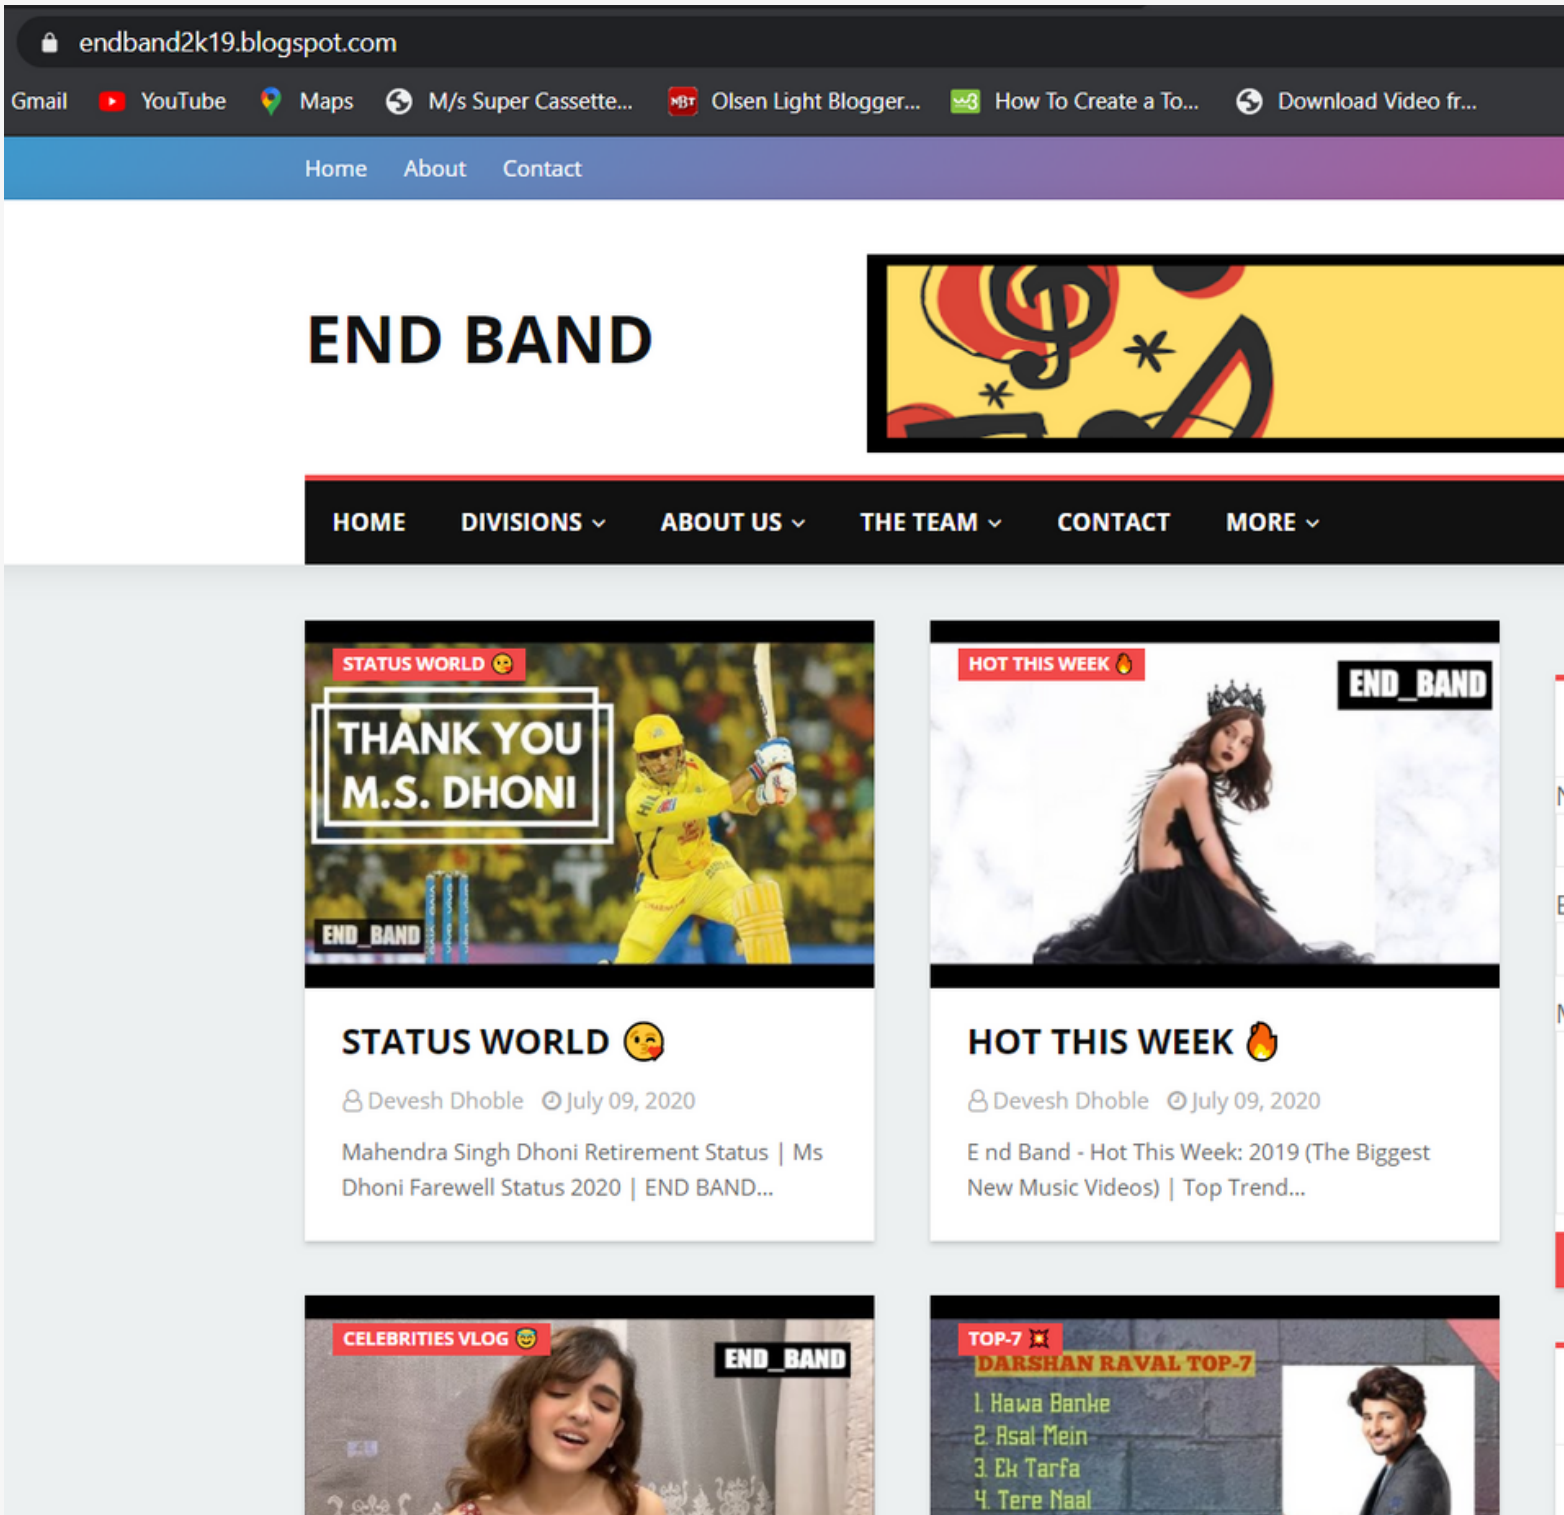 endband2k19.blogspot.com
Gmail YouTube Maps M/s Super Cassette... Olsen Light Blogger... How To Create a To... Download Video fr...
Home About Contact
END BAND
HOME DIVISIONS ABOUT US THE TEAM CONTACT MORE
STATUS WORLD 😘
THANK YOU
M.S. DHONI
END_BAND
STATUS WORLD 😘
Devesh Dhoble July 09, 2020
Mahendra Singh Dhoni Retirement Status | Ms
Dhoni Farewell Status 2020 | END BAND...
HOT THIS WEEK 🔥
END_BAND
HOT THIS WEEK 🔥
Devesh Dhoble July 09, 2020
E nd Band - Hot This Week: 2019 (The Biggest
New Music Videos) | Top Trend...
CELEBRITIES VLOG 😇
END_BAND
TOP-7 💥
DARSHAN RAVAL TOP-7
1. Hawa Banke
2. Asal Mein
3. Ek Tarfa
4. Tere Naal